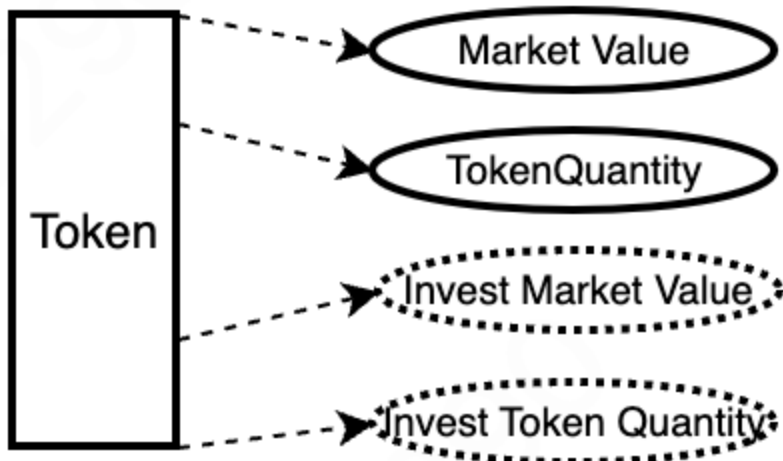 Market Value
TokenQuantity
Token
Invest Market Value
Invest Token Quantity